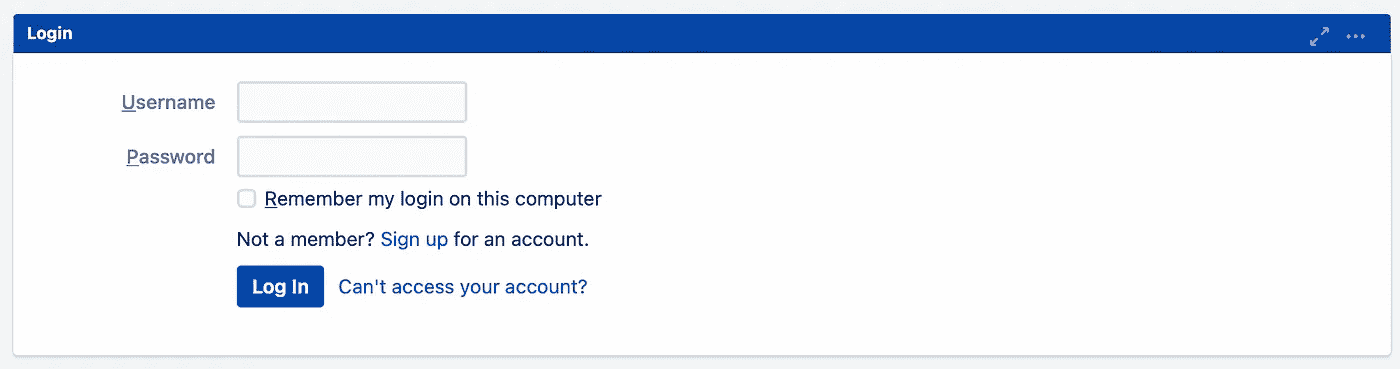 Login
Username
Password
Remember my login on this computer
Not a member? Sign up for an account.
Log In Can't access your account?